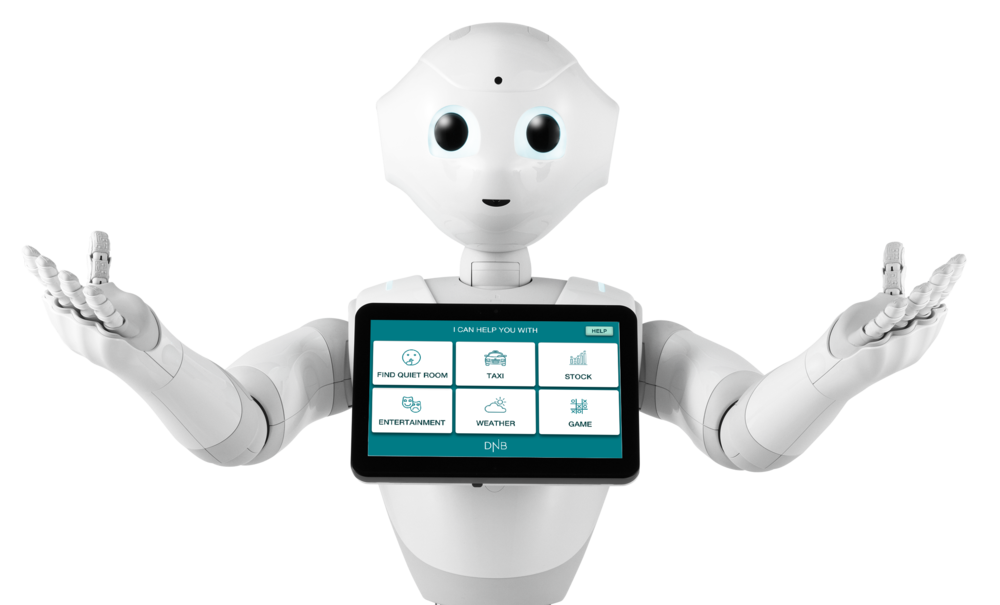 I CAN HELP YOU WITH
HELP
FIND QUIET ROOM
TAXI
STOCK
ENTERTAINMENT
WEATHER
GAME
DNB